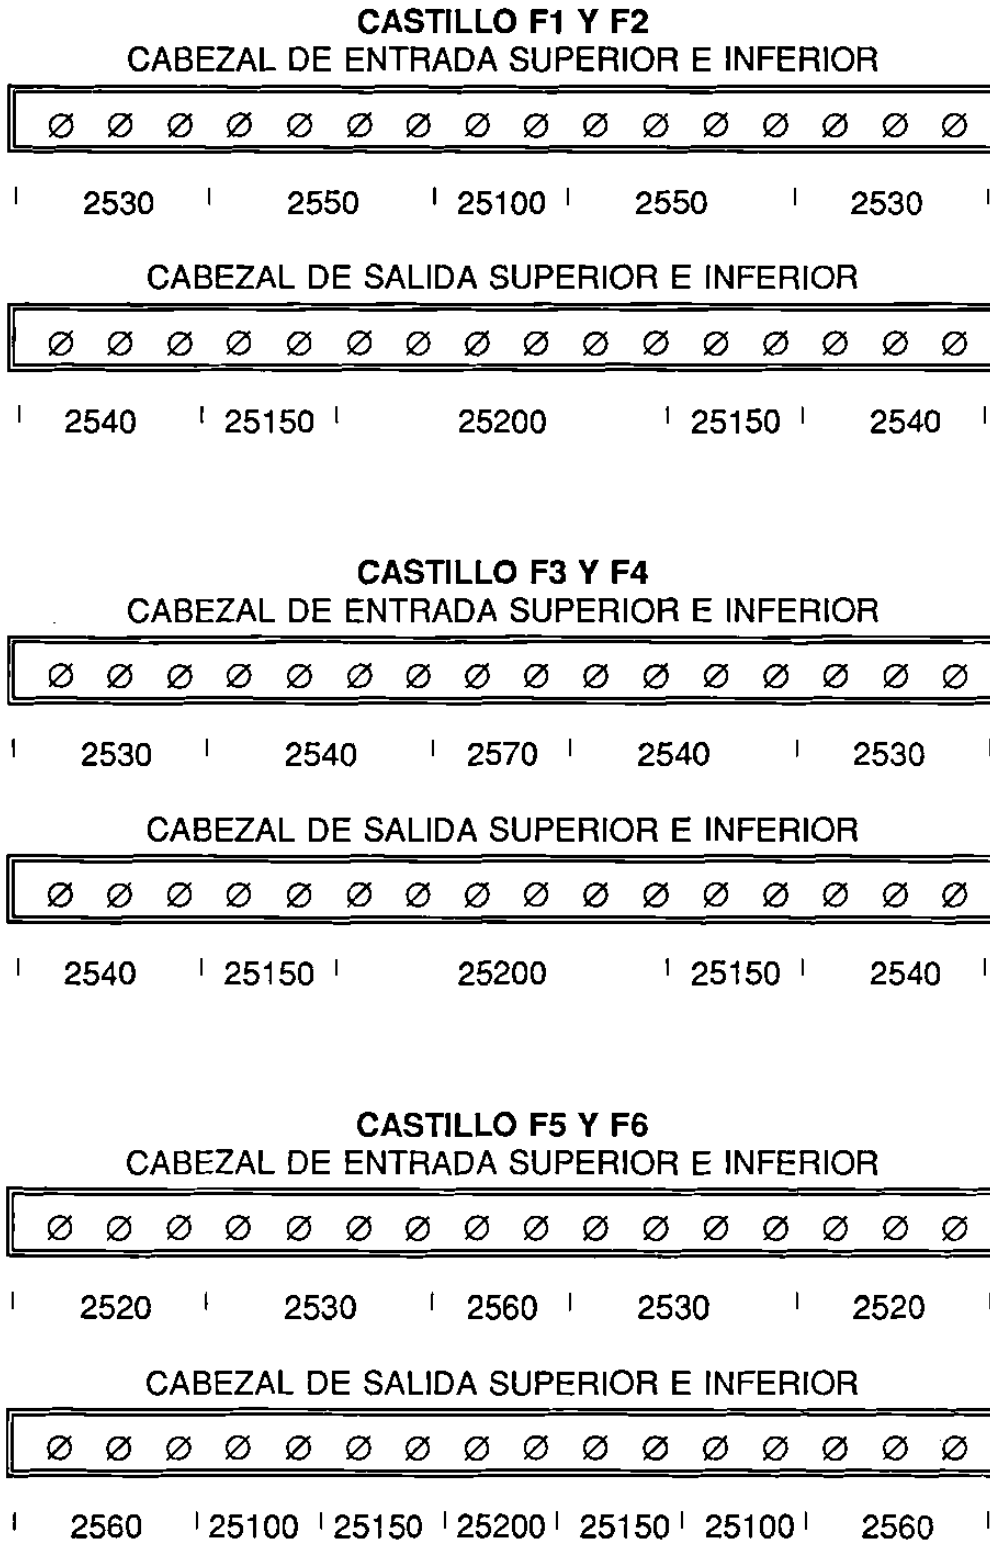 CASTILLO F1 Y F2
CABEZAL DE ENTRADA SUPERIOR E INFERIOR
2530 2550 25100 2550 2530
CABEZAL DE SALIDA SUPERIOR E INFERIOR
2540 25150 25200 25150 2540
CASTILLO F3 Y F4
CABEZAL DE ENTRADA SUPERIOR E INFERIOR
2530 2540 2570 2540 2530
CABEZAL DE SALIDA SUPERIOR E INFERIOR
2540 25150 25200 25150 2540
CASTILLO F5 Y F6
CABEZAL DE ENTRADA SUPERIOR E INFERIOR
2520 2530 2560 2530 2520
CABEZAL DE SALIDA SUPERIOR E INFERIOR
2560 25100 25150 25200 25150 25100 2560